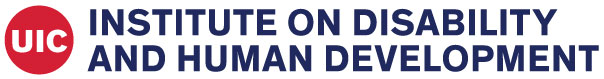 UIC
INSTITUTE ON DISABILITY
AND HUMAN DEVELOPMENT